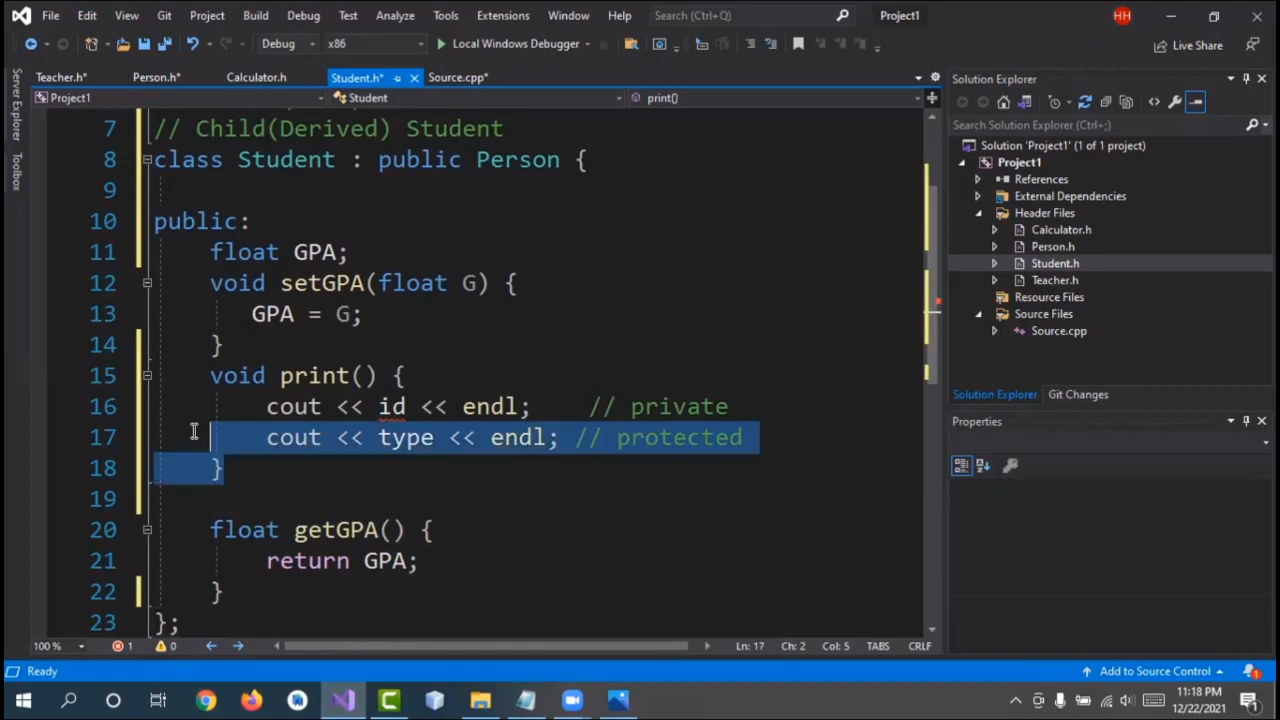 File Edit View Git Project Build Debug Test Analyze Tools Extensions Window Help Search (Ctrl+Q) Project1 HH
Debug x86 Local Windows Debugger Live Share
Teacher.h* Person.h* Calculator.h Student.h* Source.cpp*
Project1 Student print()
Server Explorer
Toolbox
7 // Child(Derived) Student
8 class Student : public Person {
9
10 public:
11 float GPA;
12 void setGPA(float G) {
13 GPA = G;
14 }
15 void print() {
16 cout << id << endl; // private
17 cout << type << endl; // protected
18 }
19
20 float getGPA() {
21 return GPA;
22 }
23 };
100 % 1 0 Ln: 17 Ch: 2 Col: 5 TABS CRLF
Solution Explorer
Search Solution Explorer (Ctrl+;)
Solution 'Project1' (1 of 1 project)
Project1
References
External Dependencies
Header Files
Calculator.h
Person.h
Student.h
Teacher.h
Resource Files
Source Files
Source.cpp
Solution Explorer Git Changes
Properties
Ready Add to Source Control 1
11:18 PM
12/22/2021
1